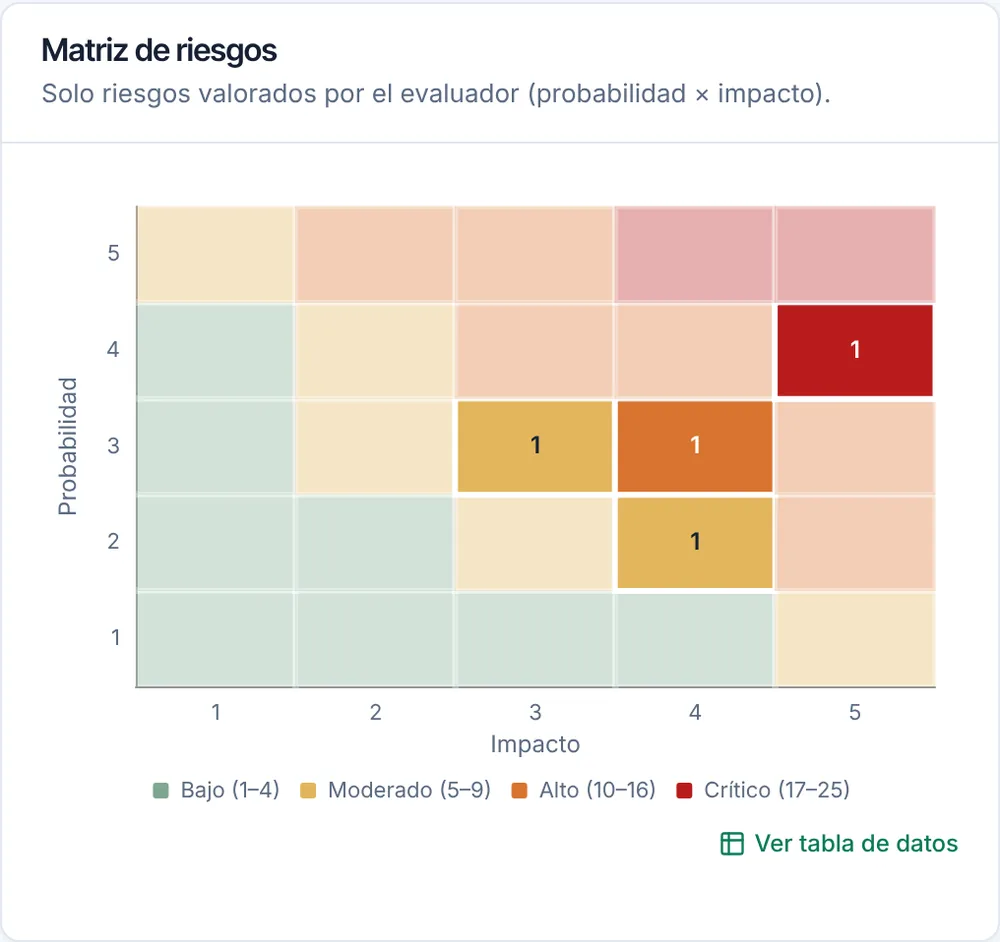 Matriz de riesgos
Solo riesgos valorados por el evaluador (probabilidad × impacto).
Probabilidad
5
4
1
3
1
1
2
1
1
1
2
3
4
5
Impacto
Bajo (1–4)
Moderado (5–9)
Alto (10–16)
Crítico (17–25)
Ver tabla de datos